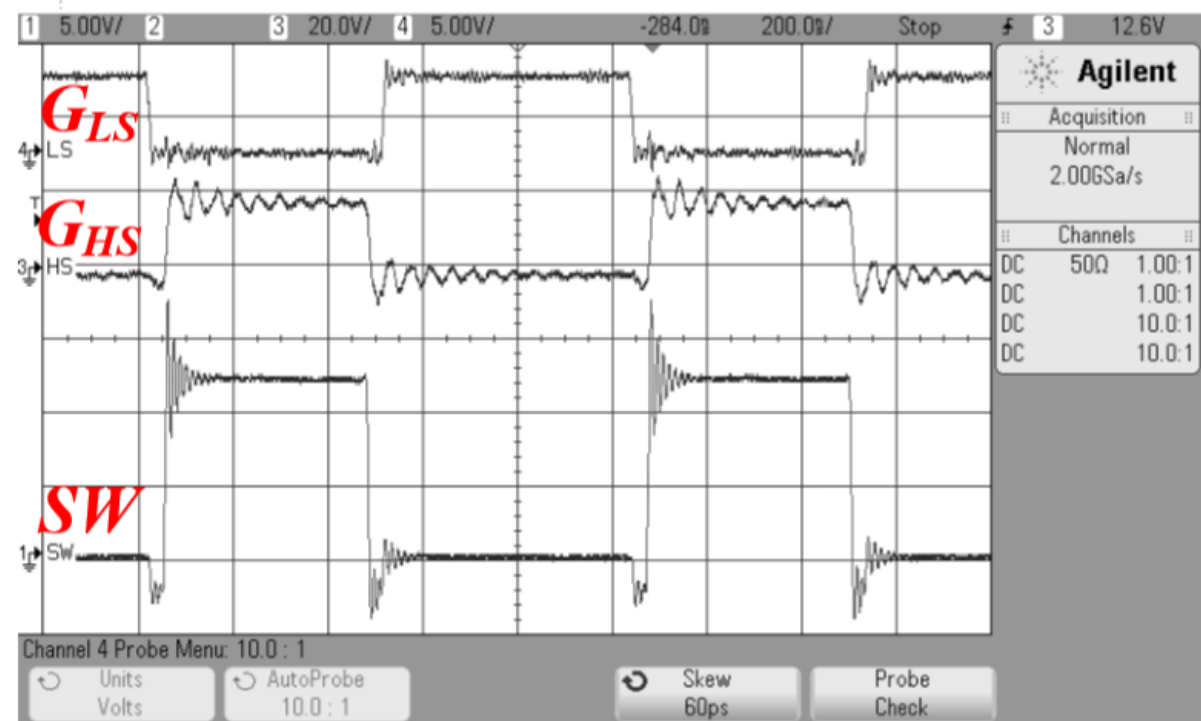 1 5.00V/ 2 3 20.0V/ 4 5.00V/ -284.0s 200.0s/ Stop 3 12.6V
Agilent
Acquisition
Normal
2.00GSa/s
Channels
DC 50Ω 1.00:1
DC 1.00:1
DC 10.0:1
DC 10.0:1
GLS
4 LS
T
GHS
3 HS
SW
1 SW
Channel 4 Probe Menu: 10.0 : 1
Units
Volts
AutoProbe
10.0 : 1
Skew
60ps
Probe
Check